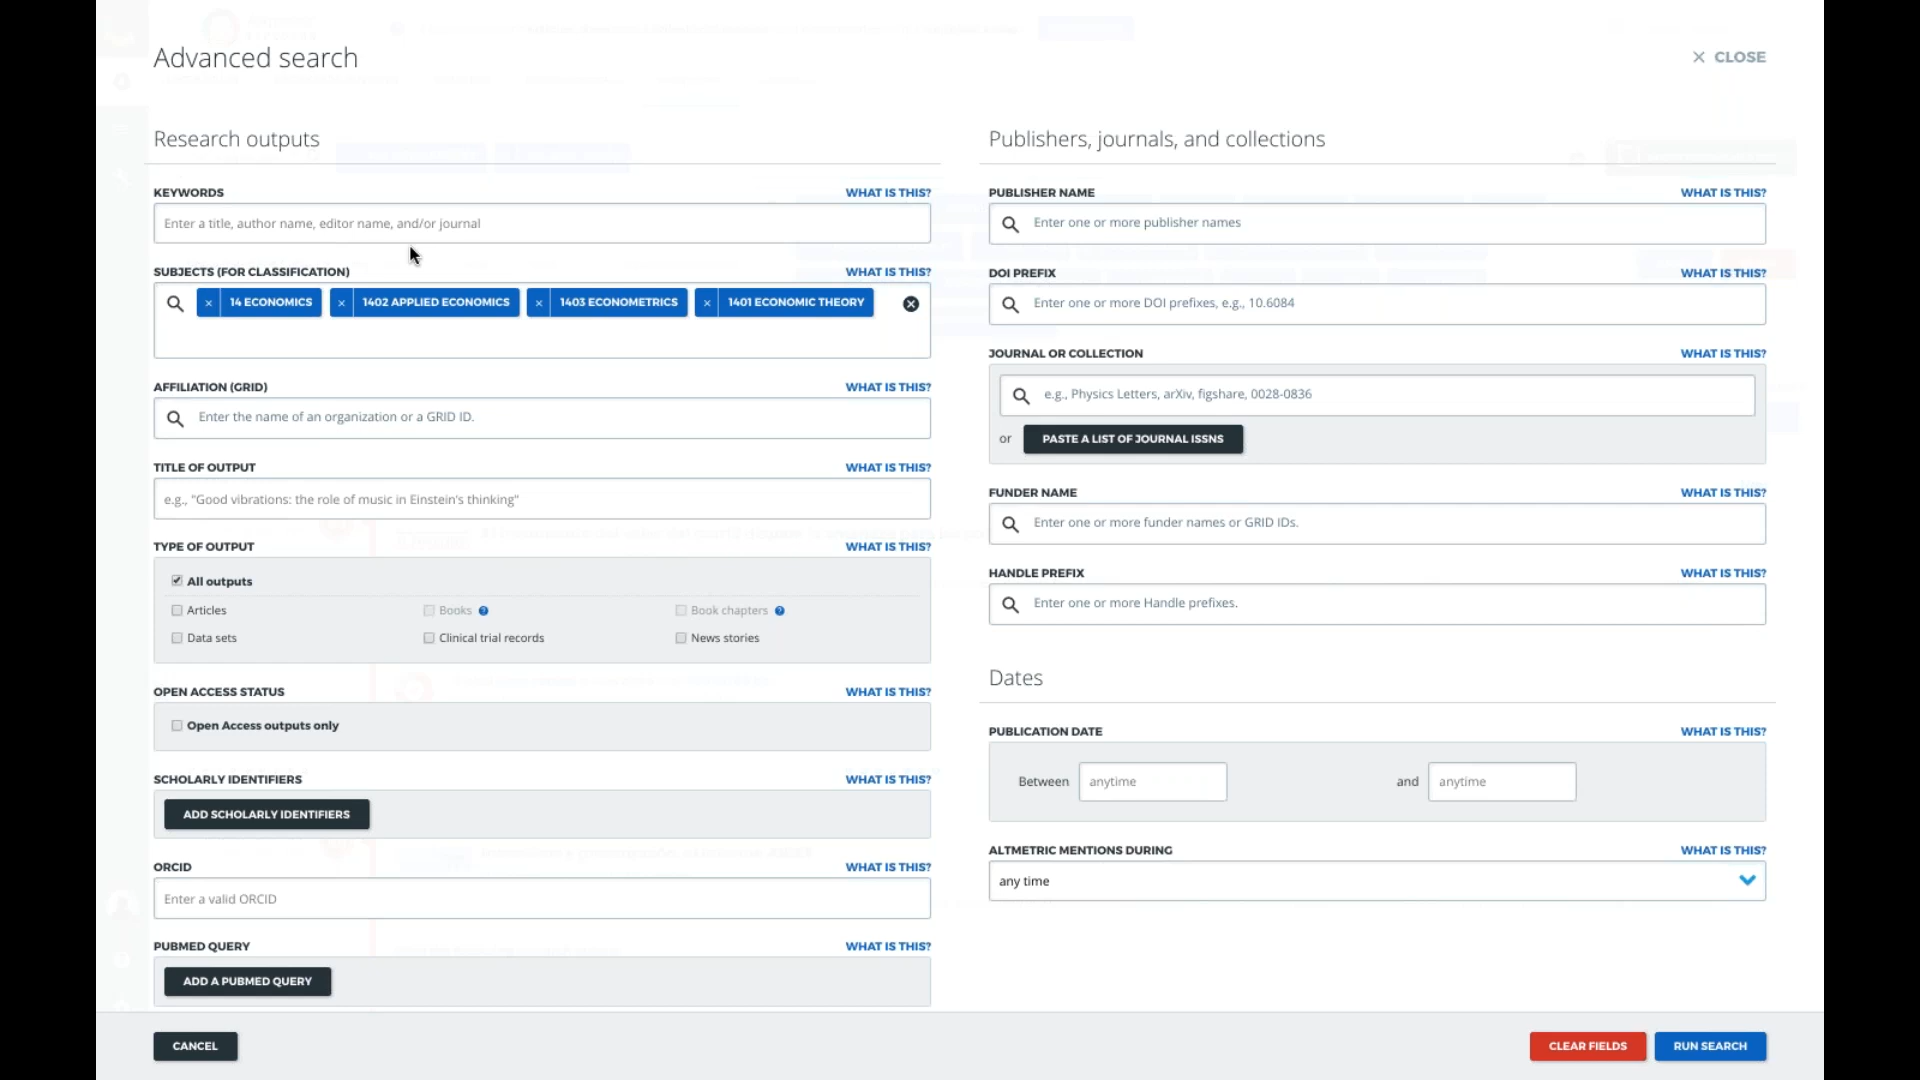 Advanced search
CLOSE
Research outputs
KEYWORDS WHAT IS THIS?
Enter a title, author name, editor name, and/or journal
SUBJECTS (FOR CLASSIFICATION) WHAT IS THIS?
× 14 ECONOMICS × 1402 APPLIED ECONOMICS × 1403 ECONOMETRICS × 1401 ECONOMIC THEORY
AFFILIATION (GRID) WHAT IS THIS?
Enter the name of an organization or a GRID ID.
TITLE OF OUTPUT WHAT IS THIS?
e.g., "Good vibrations: the role of music in Einstein's thinking"
TYPE OF OUTPUT WHAT IS THIS?
All outputs
Articles Books ? Book chapters ?
Data sets Clinical trial records News stories
OPEN ACCESS STATUS WHAT IS THIS?
Open Access outputs only
SCHOLARLY IDENTIFIERS WHAT IS THIS?
ADD SCHOLARLY IDENTIFIERS
ORCID WHAT IS THIS?
Enter a valid ORCID
PUBMED QUERY WHAT IS THIS?
ADD A PUBMED QUERY
Publishers, journals, and collections
PUBLISHER NAME WHAT IS THIS?
Enter one or more publisher names
DOI PREFIX WHAT IS THIS?
Enter one or more DOI prefixes, e.g., 10.6084
JOURNAL OR COLLECTION WHAT IS THIS?
e.g., Physics Letters, arXiv, figshare, 0028-0836
or PASTE A LIST OF JOURNAL ISSNS
FUNDER NAME WHAT IS THIS?
Enter one or more funder names or GRID IDs.
HANDLE PREFIX WHAT IS THIS?
Enter one or more Handle prefixes.
Dates
PUBLICATION DATE WHAT IS THIS?
Between anytime and anytime
ALTMETRIC MENTIONS DURING WHAT IS THIS?
any time
CANCEL CLEAR FIELDS RUN SEARCH